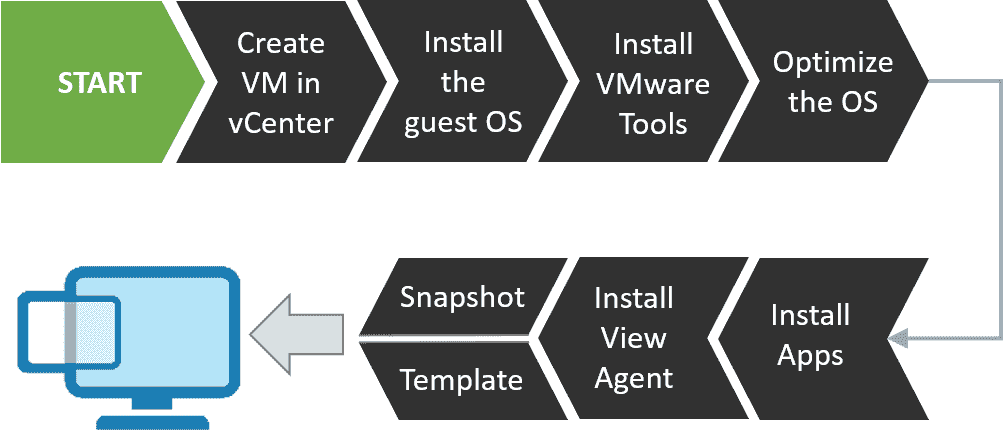 START
Create
VM in
vCenter
Install
the
guest OS
Install
VMware
Tools
Optimize
the OS
Install
Apps
Install
View
Agent
Snapshot
Template